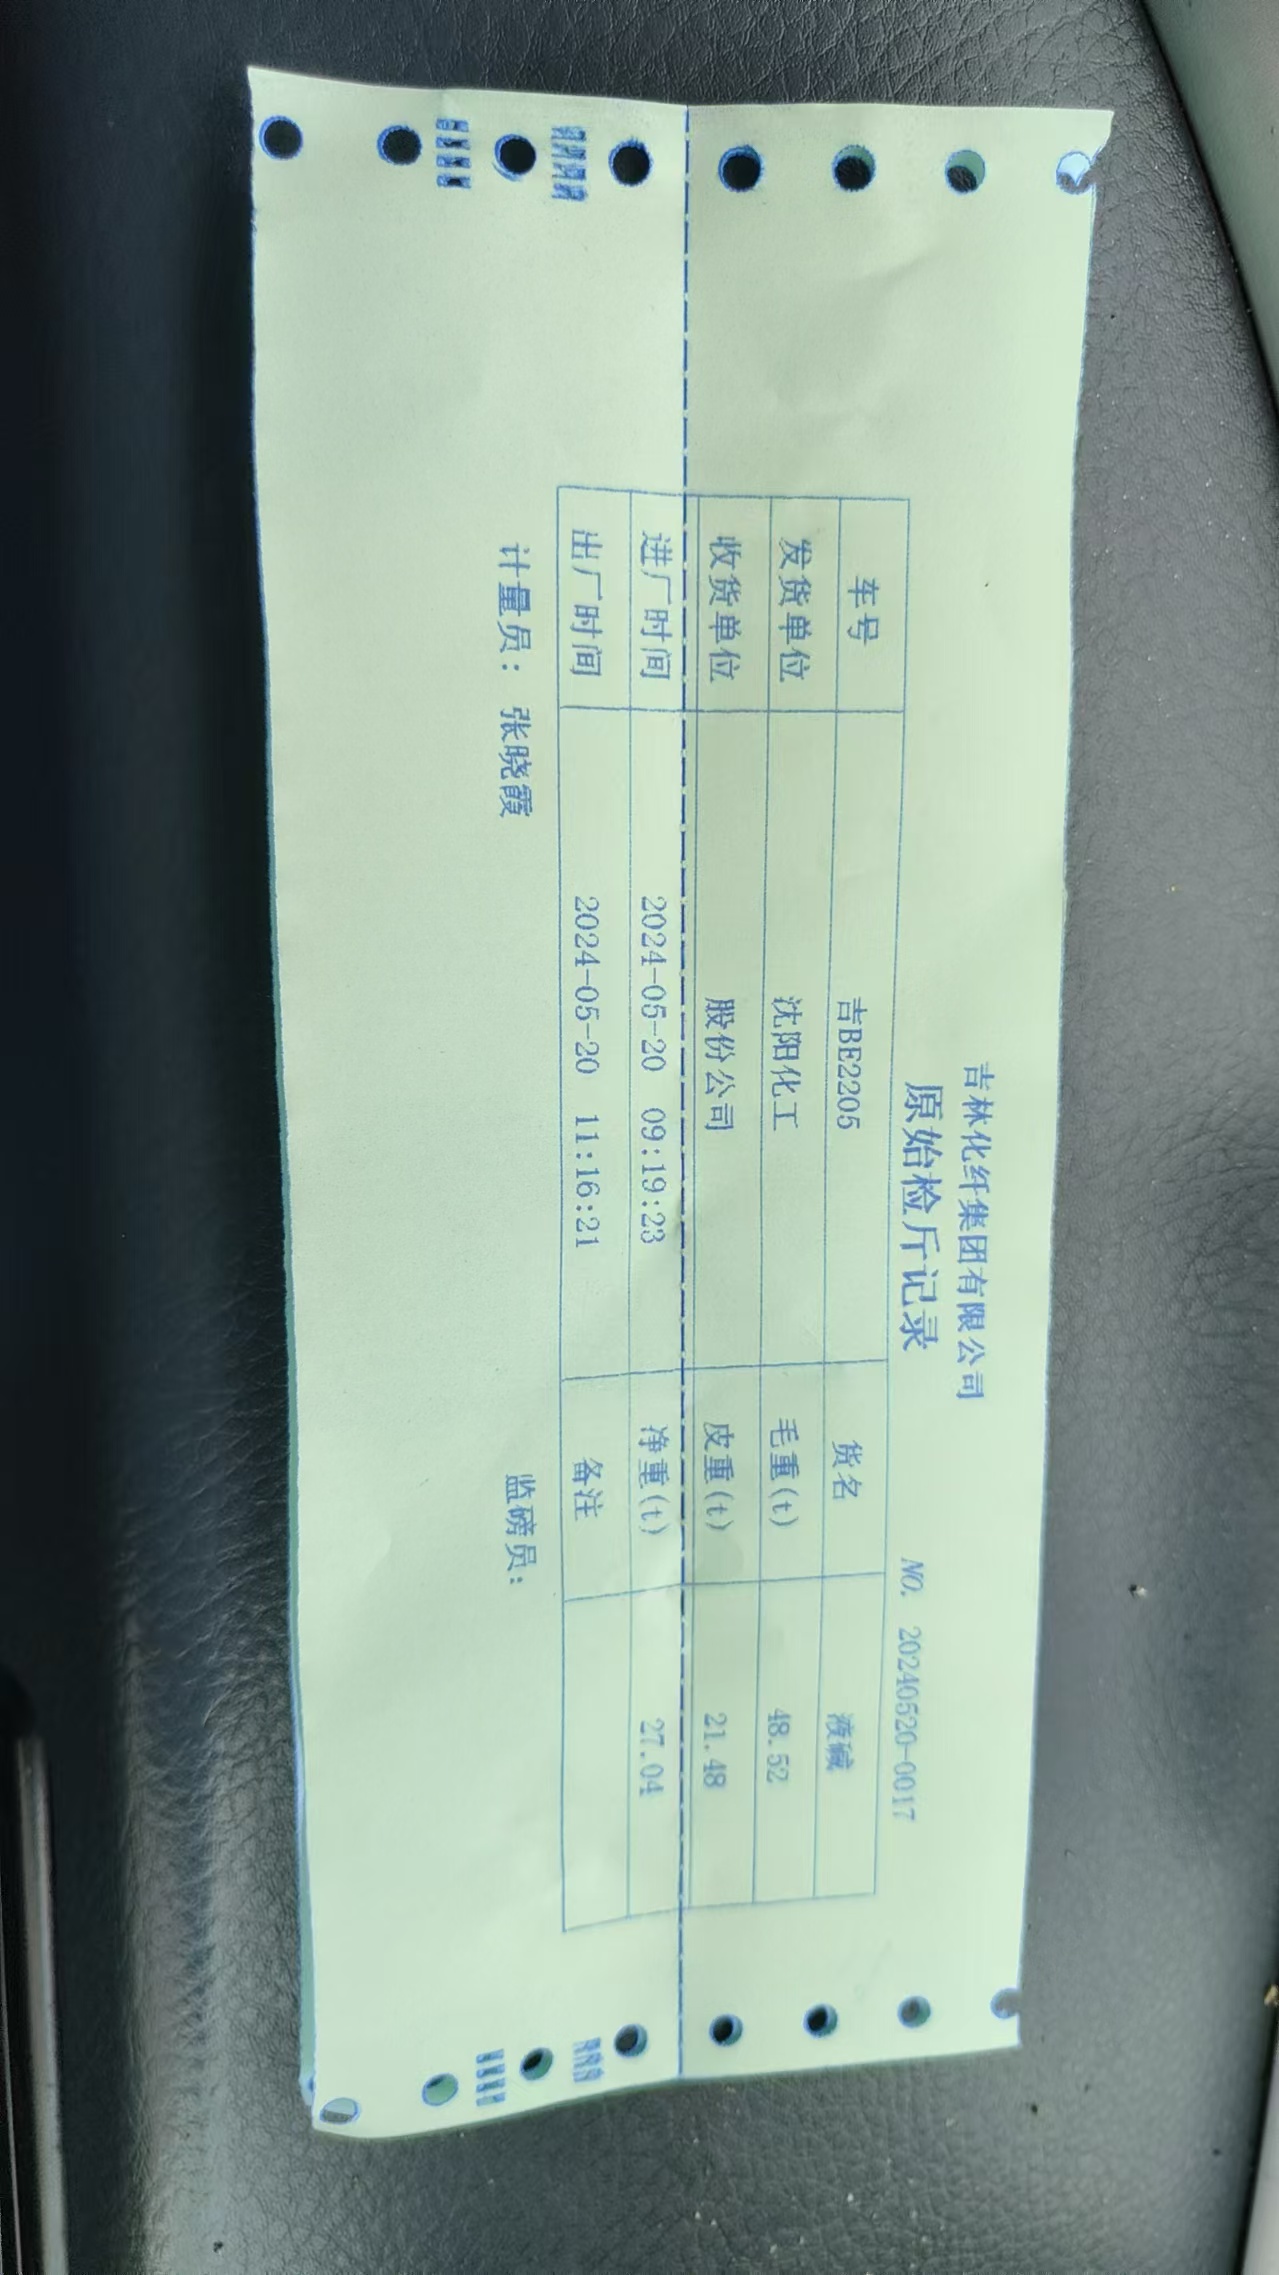 吉林化纤集团有限公司
原始检斤记录
NO. 20240520-0017
车号 吉BE2205 货名 液碱
发货单位 沈阳化工 毛重(t) 48.52
收货单位 股份公司 皮重(t) 21.48
进厂时间 2024-05-20 09:19:23 净重(t) 27.04
出厂时间 2024-05-20 11:16:21 备注
计量员: 张晓霞 监磅员: